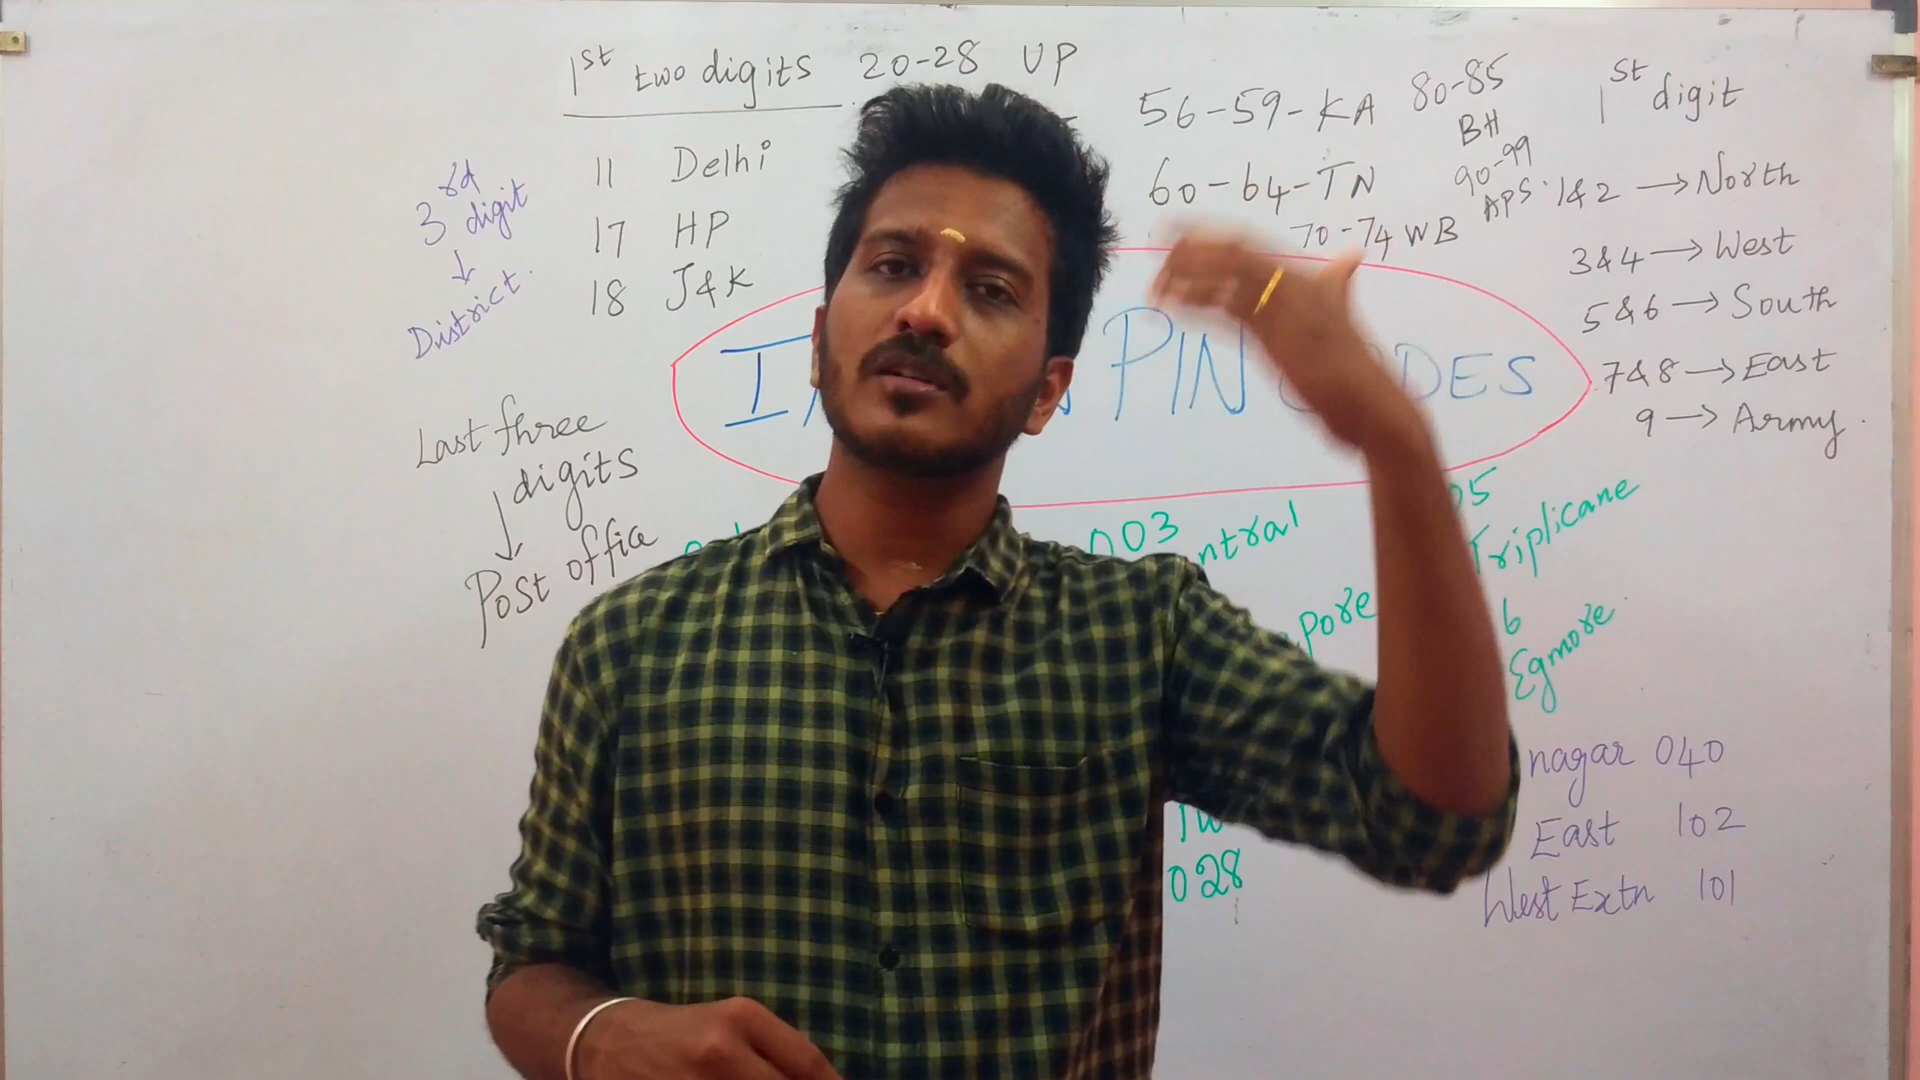 1st two digits 20-28 UP
11 Delhi
17 HP
18 J&K
3rd digit
↓
District.
Last three
digits
↓
Post office
56-59-KA
60-64-TN
70-74 WB
80-85
BH
90-99
APS
1st digit
1&2 → North
3&4 → West
5&6 → South
7&8 → East
9 → Army.
PIN
003
05
Triplicane
6
Egmore
028
nagar 040
East 102
West Extn 101